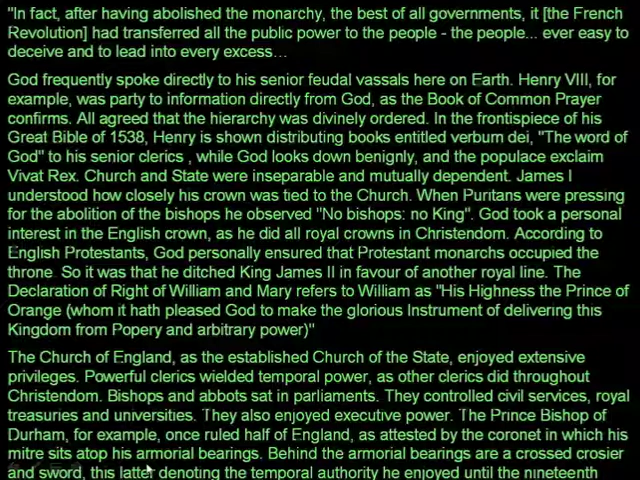 "In fact, after having abolished the monarchy, the best of all governments, it [the French
Revolution] had transferred all the public power to the people - the people... ever easy to
deceive and to lead into every excess…
God frequently spoke directly to his senior feudal vassals here on Earth. Henry VIII, for
example, was party to information directly from God, as the Book of Common Prayer
confirms. All agreed that the hierarchy was divinely ordered. In the frontispiece of his
Great Bible of 1538, Henry is shown distributing books entitled verbum dei, "The word of
God" to his senior clerics , while God looks down benignly, and the populace exclaim
Vivat Rex. Church and State were inseparable and mutually dependent. James I
understood how closely his crown was tied to the Church. When Puritans were pressing
for the abolition of the bishops he observed "No bishops: no King". God took a personal
interest in the English crown, as he did all royal crowns in Christendom. According to
English Protestants, God personally ensured that Protestant monarchs occupied the
throne. So it was that he ditched King James II in favour of another royal line. The
Declaration of Right of William and Mary refers to William as "His Highness the Prince of
Orange (whom it hath pleased God to make the glorious Instrument of delivering this
Kingdom from Popery and arbitrary power)"
The Church of England, as the established Church of the State, enjoyed extensive
privileges. Powerful clerics wielded temporal power, as other clerics did throughout
Christendom. Bishops and abbots sat in parliaments. They controlled civil services, royal
treasuries and universities. They also enjoyed executive power. The Prince Bishop of
Durham, for example, once ruled half of England, as attested by the coronet in which his
mitre sits atop his armorial bearings. Behind the armorial bearings are a crossed crosier
and sword, this latter denoting the temporal authority he enjoyed until the nineteenth